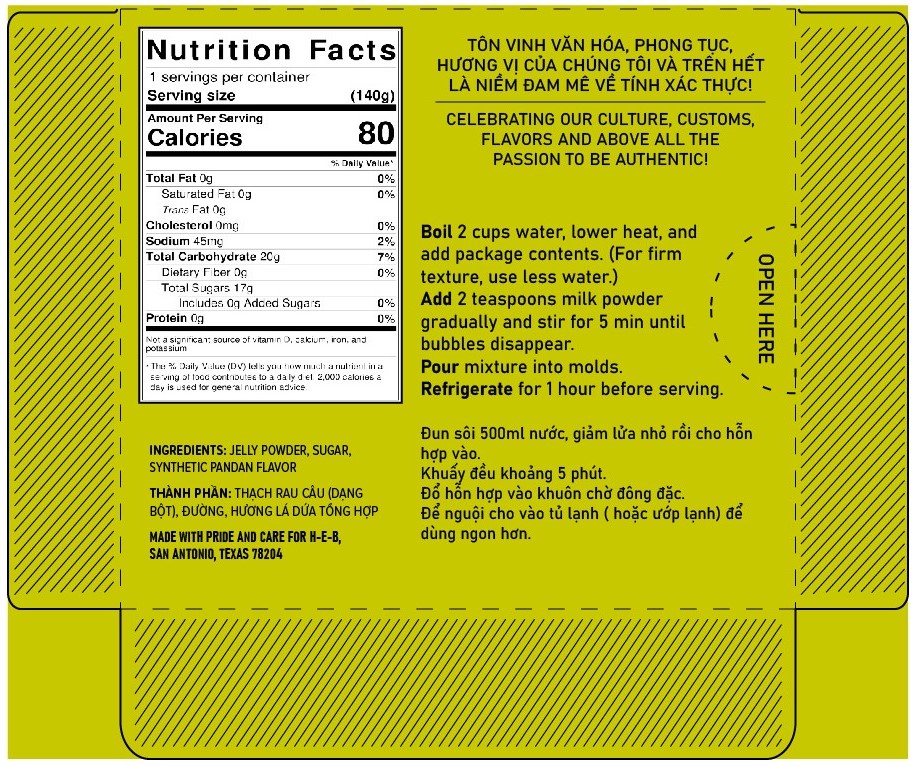 Nutrition Facts
1 servings per container
Serving size (140g)
Amount Per Serving
Calories 80
% Daily Value*
Total Fat 0g 0%
Saturated Fat 0g 0%
Trans Fat 0g
Cholesterol 0mg 0%
Sodium 45mg 2%
Total Carbohydrate 20g 7%
Dietary Fiber 0g 0%
Total Sugars 17g
Includes 0g Added Sugars 0%
Protein 0g 0%
Not a significant source of vitamin D, calcium, iron, and
potassium
*The % Daily Value (DV) tells you how much a nutrient in a
serving of food contributes to a daily diet. 2,000 calories a
day is used for general nutrition advice.
INGREDIENTS: JELLY POWDER, SUGAR,
SYNTHETIC PANDAN FLAVOR
THÀNH PHẦN: THẠCH RAU CÂU (DẠNG
BỘT), ĐƯỜNG, HƯƠNG LÁ DỨA TỔNG HỢP
MADE WITH PRIDE AND CARE FOR H-E-B,
SAN ANTONIO, TEXAS 78204
TÔN VINH VĂN HÓA, PHONG TỤC,
HƯƠNG VỊ CỦA CHÚNG TÔI VÀ TRÊN HẾT
LÀ NIỀM ĐAM MÊ VỀ TÍNH XÁC THỰC!
CELEBRATING OUR CULTURE, CUSTOMS,
FLAVORS AND ABOVE ALL THE
PASSION TO BE AUTHENTIC!
Boil 2 cups water, lower heat, and
add package contents. (For firm
texture, use less water.)
Add 2 teaspoons milk powder
gradually and stir for 5 min until
bubbles disappear.
Pour mixture into molds.
Refrigerate for 1 hour before serving.
OPEN HERE
Đun sôi 500ml nước, giảm lửa nhỏ rồi cho hỗn
hợp vào.
Khuấy đều khoảng 5 phút.
Đổ hỗn hợp vào khuôn chờ đông đặc.
Để nguội cho vào tủ lạnh ( hoặc ướp lạnh) để
dùng ngon hơn.